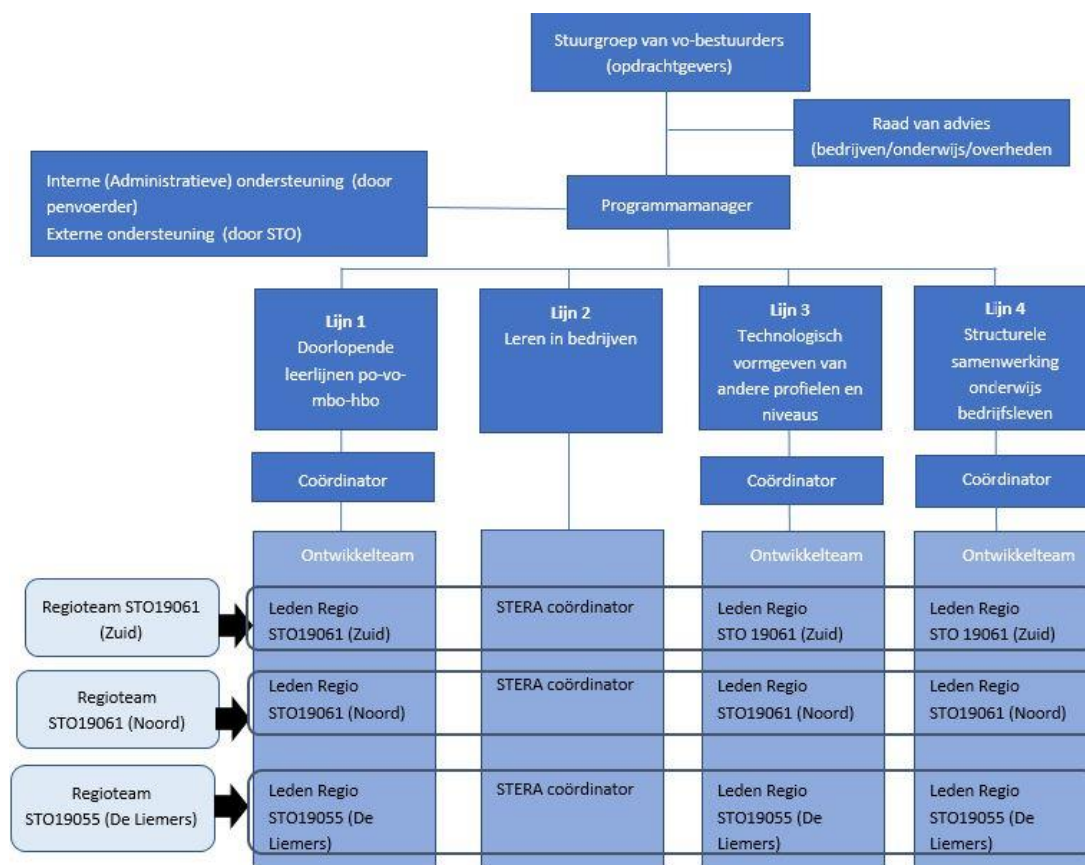 Stuurgroep van vo-bestuurders
(opdrachtgevers)
Raad van advies
(bedrijven/onderwijs/overheden
Interne (Administratieve) ondersteuning (door
penvoerder)
Externe ondersteuning (door STO)
Programmamanager
Lijn 1
Doorlopende
leerlijnen po-vo-
mbo-hbo
Lijn 2
Leren in bedrijven
Lijn 3
Technologisch
vormgeven van
andere profielen en
niveaus
Lijn 4
Structurele
samenwerking
onderwijs
bedrijfsleven
Coördinator
Coördinator
Coördinator
Ontwikkelteam
Ontwikkelteam
Ontwikkelteam
Regioteam STO19061
(Zuid)
Leden Regio
STO19061 (Zuid)
STERA coördinator
Leden Regio
STO 19061 (Zuid)
Leden Regio
STO 19061 (Zuid)
Regioteam
STO19061 (Noord)
Leden Regio
STO19061 (Noord)
STERA coördinator
Leden Regio
STO19061 (Noord)
Leden Regio
STO19061 (Noord)
Regioteam
STO19055 (De Liemers)
Leden Regio
STO19055 (De
Liemers)
STERA coördinator
Leden Regio
STO19055 (De
Liemers)
Leden Regio
STO19055 (De
Liemers)